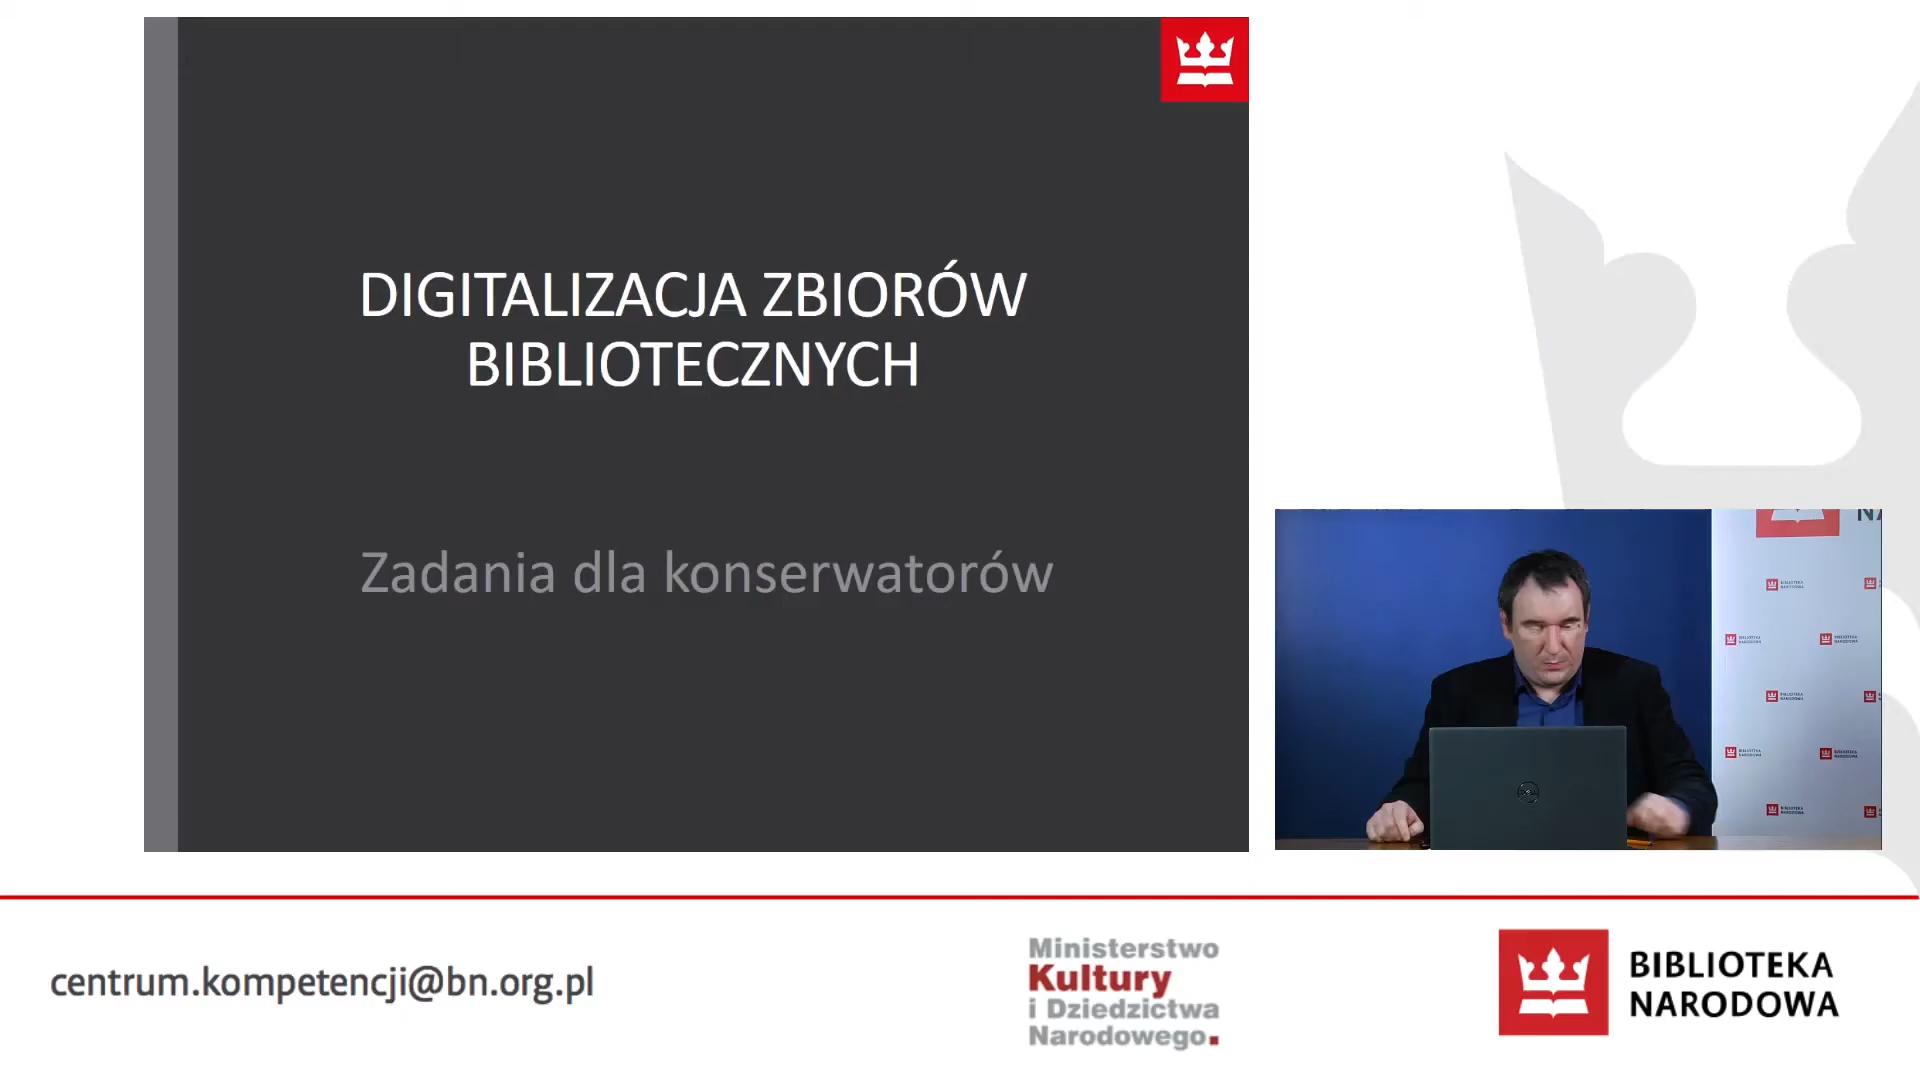 DIGITALIZACJA ZBIORÓW
BIBLIOTECZNYCH
Zadania dla konserwatorów
centrum.kompetencji@bn.org.pl
Ministerstwo
Kultury
i Dziedzictwa
Narodowego.
BIBLIOTEKA
NARODOWA